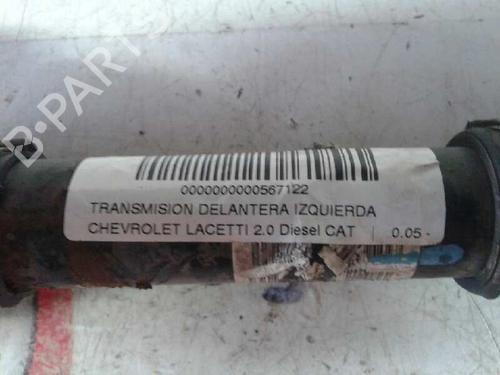 B-PARTS
0000000000567122
TRANSMISION DELANTERA IZQUIERDA
CHEVROLET LACETTI 2.0 Diesel CAT | 0.05 -